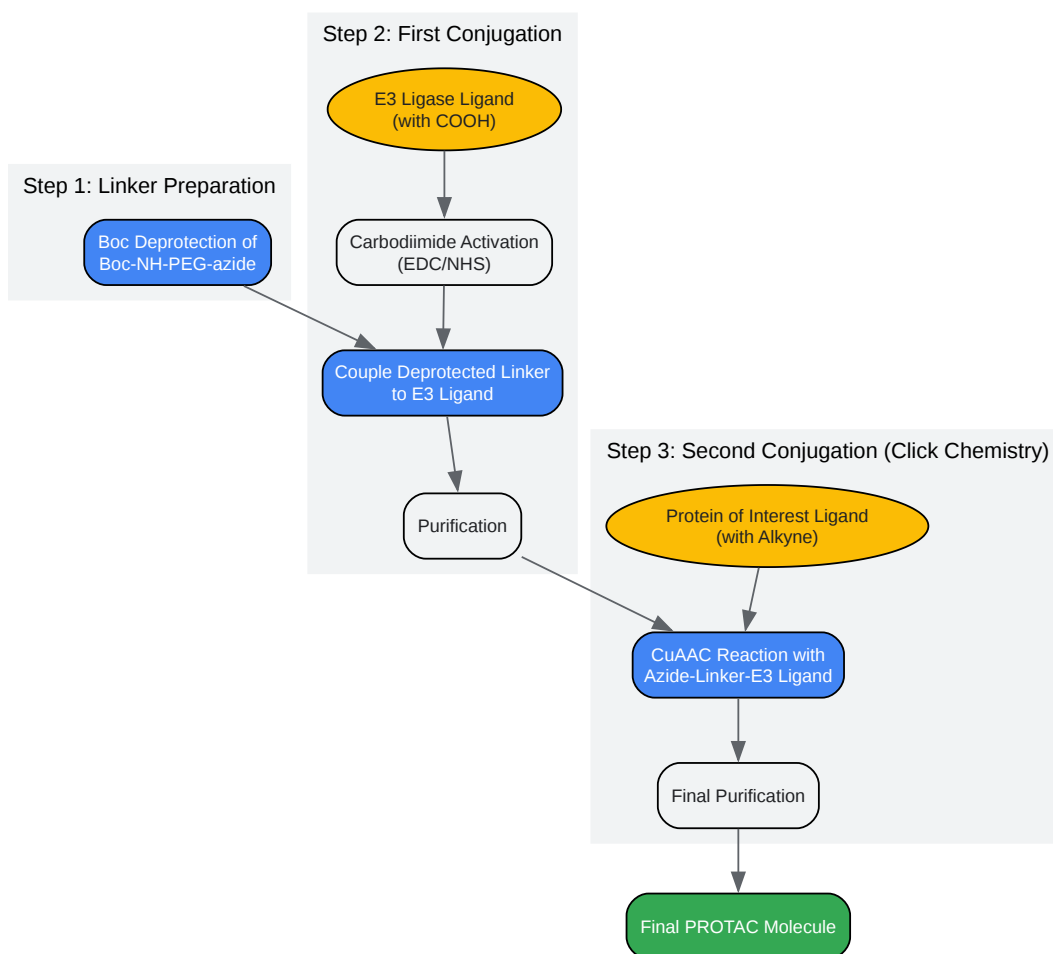 Step 2: First Conjugation
E3 Ligase Ligand
(with COOH)
Step 1: Linker Preparation
Boc Deprotection of
Boc-NH-PEG-azide
Carbodiimide Activation
(EDC/NHS)
Couple Deprotected Linker
to E3 Ligand
Purification
Step 3: Second Conjugation (Click Chemistry)
Protein of Interest Ligand
(with Alkyne)
CuAAC Reaction with
Azide-Linker-E3 Ligand
Final Purification
Final PROTAC Molecule